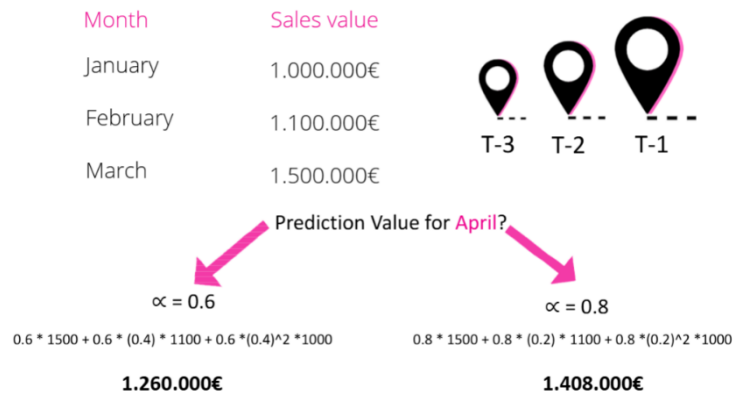 Month Sales value
January 1.000.000€
February 1.100.000€
March 1.500.000€
T-3 T-2 T-1
Prediction Value for April?
∝ = 0.6 ∝ = 0.8
0.6 * 1500 + 0.6 * (0.4) * 1100 + 0.6 *(0.4)^2 *1000 0.8 * 1500 + 0.8 * (0.2) * 1100 + 0.8 *(0.2)^2 *1000
1.260.000€ 1.408.000€